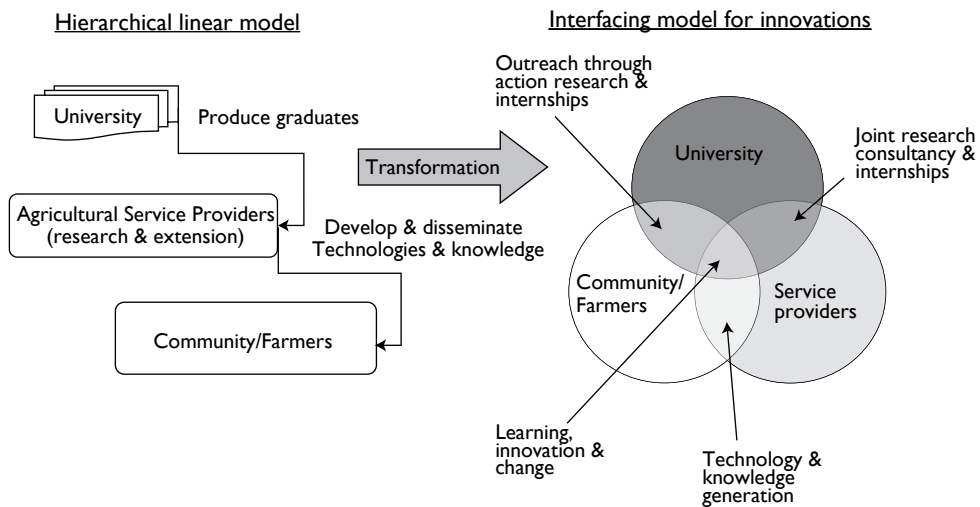 Hierarchical linear model
University
Produce graduates
Agricultural Service Providers
(research & extension)
Develop & disseminate
Technologies & knowledge
Community/Farmers
Transformation
Interfacing model for innovations
Outreach through
action research &
internships
University
Joint research
consultancy &
internships
Community/
Farmers
Service
providers
Learning,
innovation &
change
Technology &
knowledge
generation